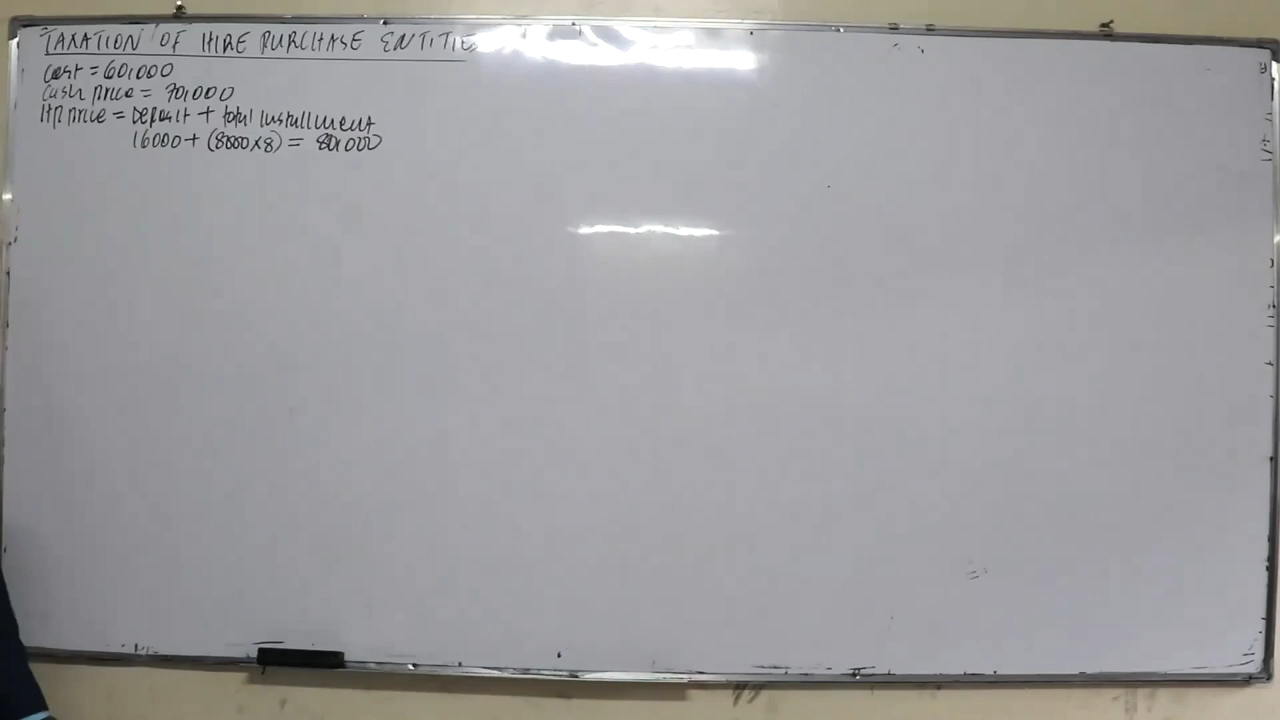 TAXATION OF HIRE PURCHASE ENTITIES
Cost = 60,000
Cash price = 70,000
HP price = Deposit + total installment
16000 + (8000 x 8) = 80,000